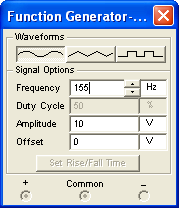 Function Generator-...
Waveforms
Signal Options
Frequency 155 Hz
Duty Cycle 50 %
Amplitude 10 V
Offset 0 V
Set Rise/Fall Time
+ Common −